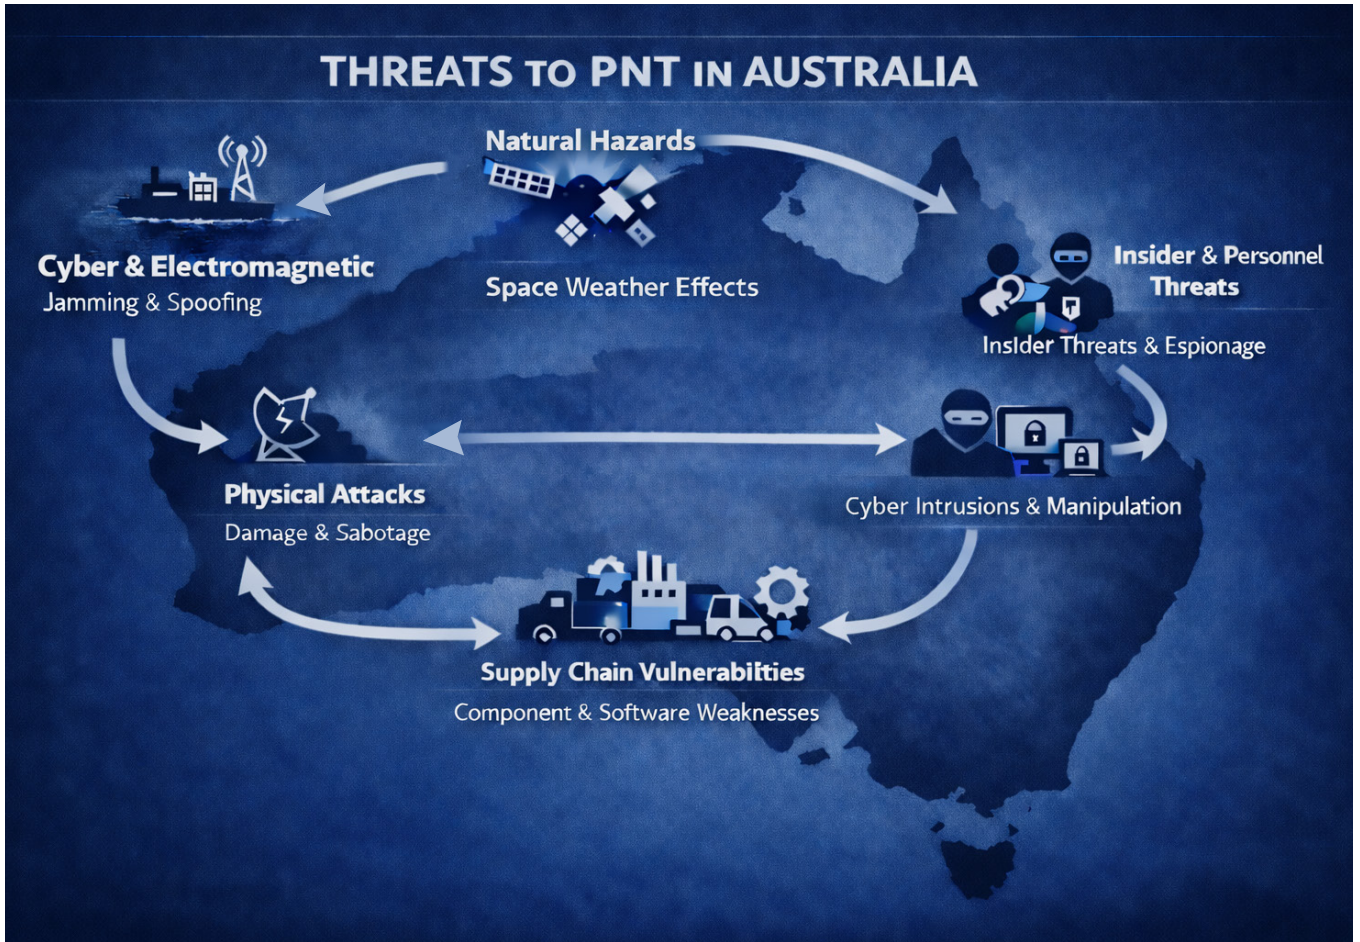 THREATS TO PNT IN AUSTRALIA
Natural Hazards
Space Weather Effects
Cyber & Electromagnetic
Jamming & Spoofing
Insider & Personnel
Threats
Insider Threats & Espionage
Physical Attacks
Damage & Sabotage
Cyber Intrusions & Manipulation
Supply Chain Vulnerabilities
Component & Software Weaknesses